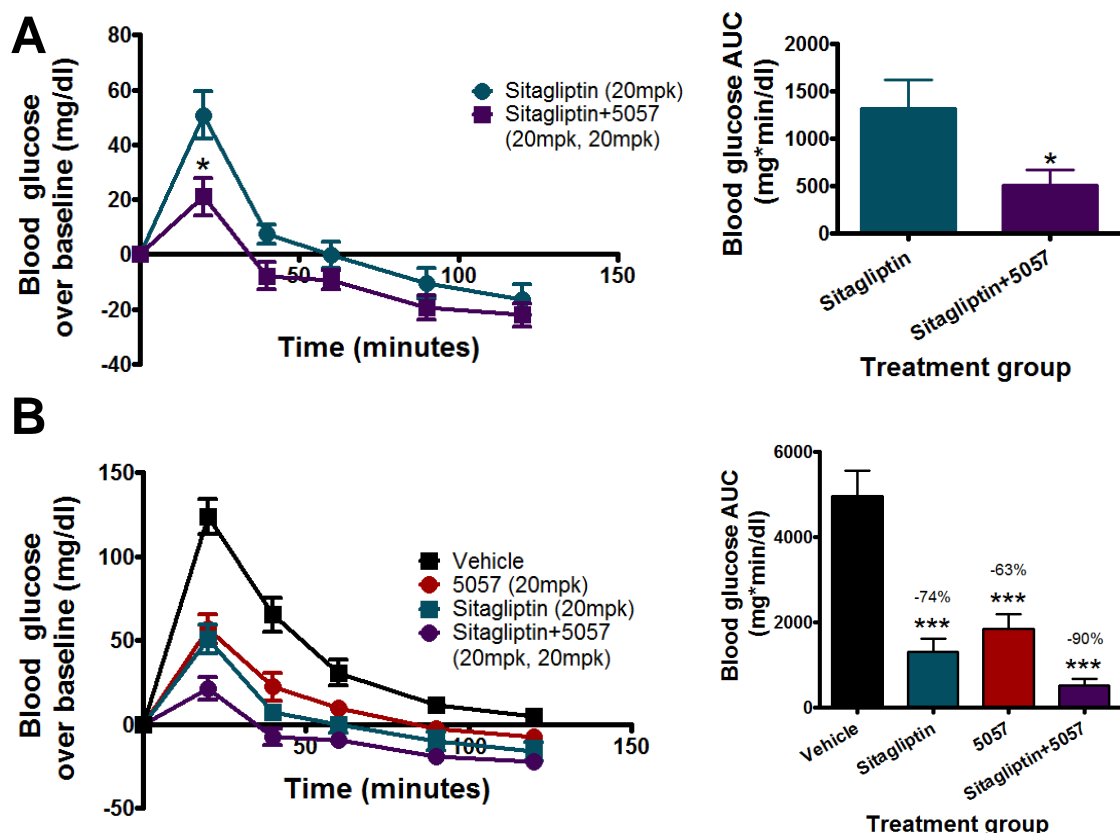 A
Blood glucose
over baseline (mg/dl)
80
60
40
20
0
-20
-40
50
100
150
Time (minutes)
*
Sitagliptin (20mpk)
Sitagliptin+5057
(20mpk, 20mpk)
Blood glucose AUC
(mg*min/dl)
2000
1500
1000
500
0
*
Sitagliptin
Sitagliptin+5057
Treatment group
B
Blood glucose
over baseline (mg/dl)
150
100
50
0
-50
50
100
150
Time (minutes)
Vehicle
5057 (20mpk)
Sitagliptin (20mpk)
Sitagliptin+5057
(20mpk, 20mpk)
Blood glucose AUC
(mg*min/dl)
6000
4000
2000
0
-74%
***
-63%
***
-90%
***
Vehicle
Sitagliptin
5057
Sitagliptin+5057
Treatment group